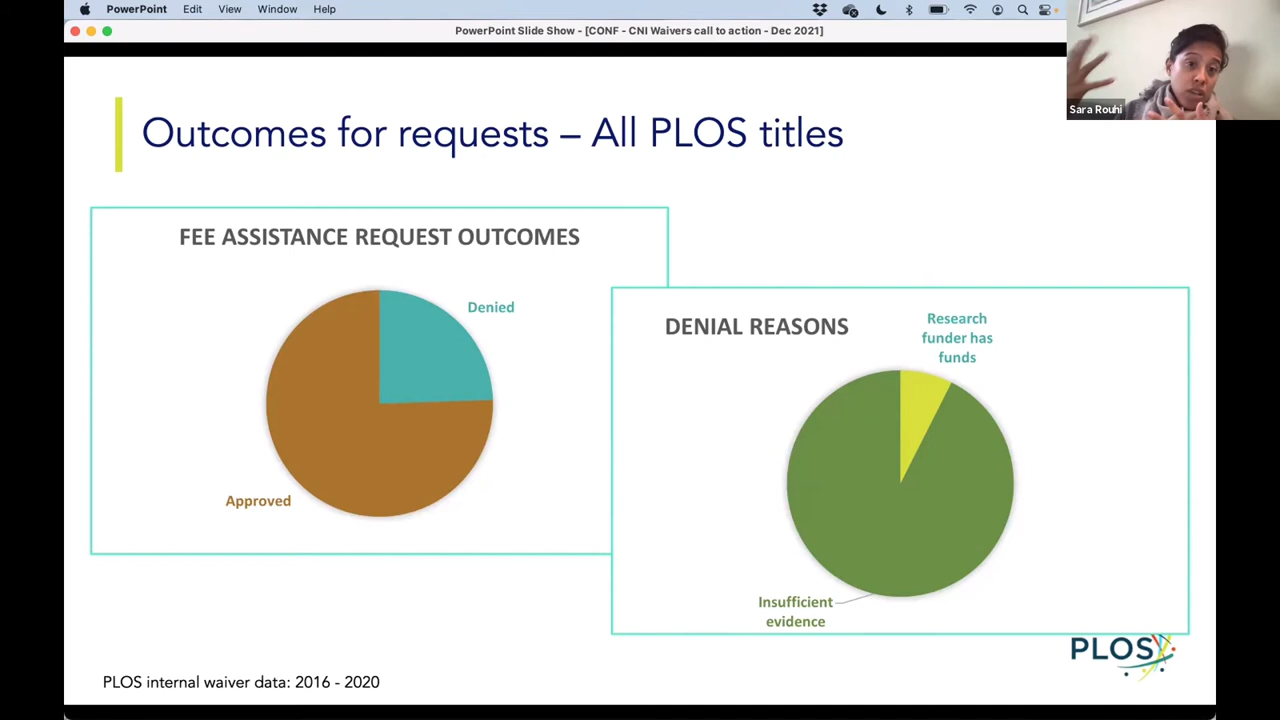 PowerPoint Edit View Window Help
PowerPoint Slide Show - [CONF - CNI Waivers call to action - Dec 2021]
Sara Rouhi
Outcomes for requests – All PLOS titles
FEE ASSISTANCE REQUEST OUTCOMES
Denied
Approved
DENIAL REASONS
Research
funder has
funds
Insufficient
evidence
PLOS
PLOS internal waiver data: 2016 - 2020